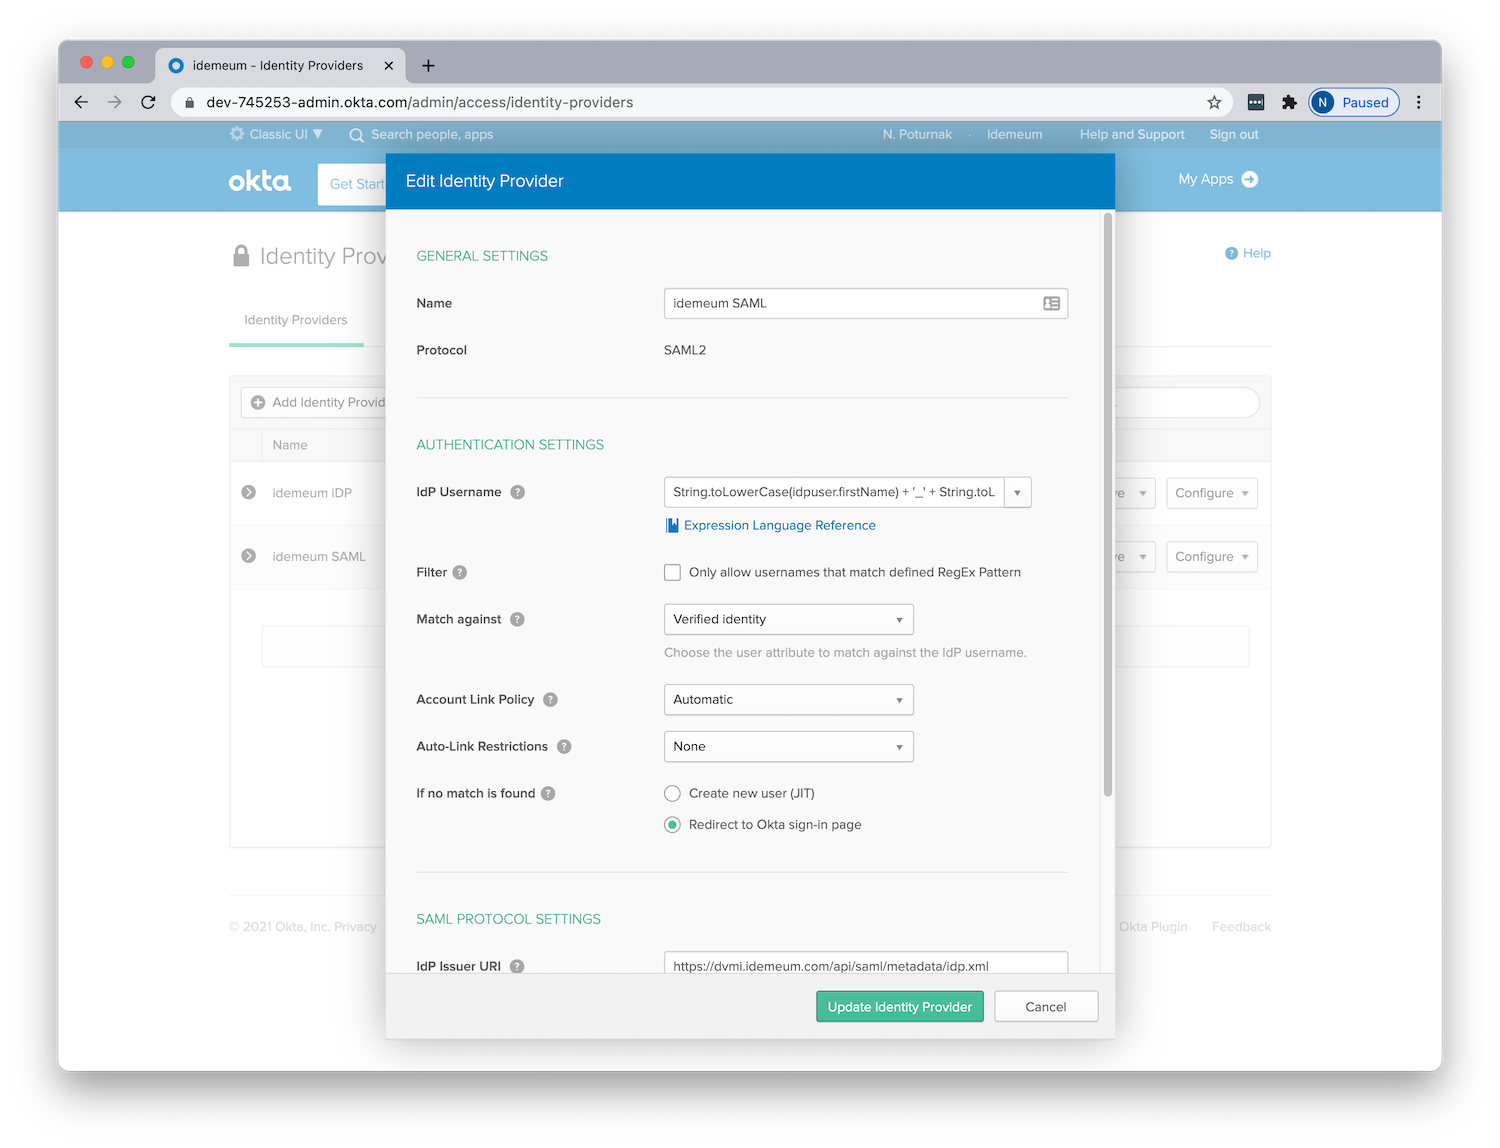 idemeum - Identity Providers
dev-745253-admin.okta.com/admin/access/identity-providers
N Paused
Classic UI
Search people, apps
N. Poturnak · idemeum Help and Support Sign out
okta
Get Start
My Apps
Edit Identity Provider
Identity Prov
Help
Identity Providers
Add Identity Provid
Name
idemeum iDP
ve
Configure
idemeum SAML
ve
Configure
GENERAL SETTINGS
Name
idemeum SAML
Protocol
SAML2
AUTHENTICATION SETTINGS
IdP Username ?
String.toLowerCase(idpuser.firstName) + '_' + String.toL
Expression Language Reference
Filter ?
Only allow usernames that match defined RegEx Pattern
Match against ?
Verified identity
Choose the user attribute to match against the IdP username.
Account Link Policy ?
Automatic
Auto-Link Restrictions ?
None
If no match is found ?
Create new user (JIT)
Redirect to Okta sign-in page
SAML PROTOCOL SETTINGS
IdP Issuer URI ?
https://dvmi.idemeum.com/api/saml/metadata/idp.xml
Update Identity Provider
Cancel
© 2021 Okta, Inc. Privacy
Okta Plugin
Feedback